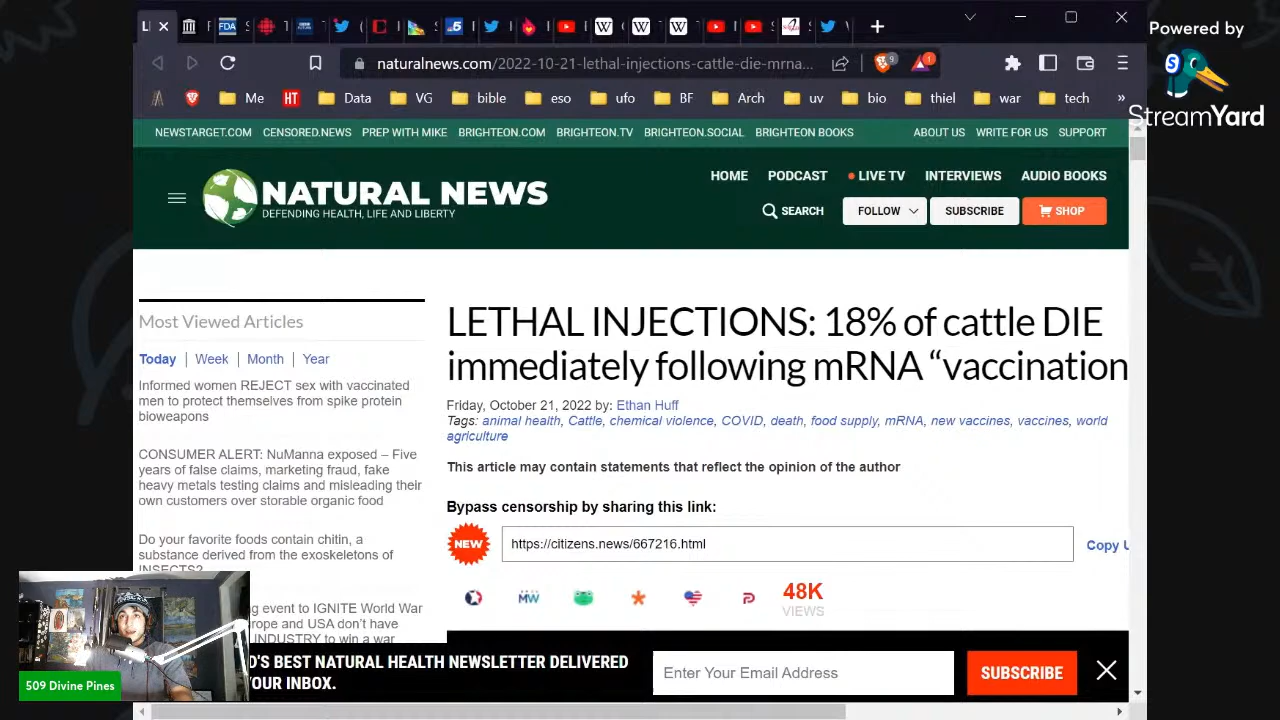 Powered by
StreamYard
naturalnews.com/2022-10-21-lethal-injections-cattle-die-mrna...
Me
HT
Data
VG
bible
eso
ufo
BF
Arch
uv
bio
thiel
war
tech
»
NEWSTARGET.COM CENSORED.NEWS PREP WITH MIKE BRIGHTEON.COM BRIGHTEON.TV BRIGHTEON.SOCIAL BRIGHTEON BOOKS ABOUT US WRITE FOR US SUPPORT
NATURAL NEWS
DEFENDING HEALTH, LIFE AND LIBERTY
HOME PODCAST LIVE TV INTERVIEWS AUDIO BOOKS
SEARCH FOLLOW SUBSCRIBE SHOP
Most Viewed Articles
Today | Week | Month | Year
Informed women REJECT sex with vaccinated
men to protect themselves from spike protein
bioweapons
CONSUMER ALERT: NuManna exposed – Five
years of false claims, marketing fraud, fake
heavy metals testing claims and misleading their
own customers over storable organic food
Do your favorite foods contain chitin, a
substance derived from the exoskeletons of
INSECTS?
g event to IGNITE World War
rope and USA don't have
INDUSTRY to win a war
LETHAL INJECTIONS: 18% of cattle DIE
immediately following mRNA “vaccination
Friday, October 21, 2022 by: Ethan Huff
Tags: animal health, Cattle, chemical violence, COVID, death, food supply, mRNA, new vaccines, vaccines, world
agriculture
This article may contain statements that reflect the opinion of the author
Bypass censorship by sharing this link:
NEW
https://citizens.news/667216.html
Copy U
MW
48K
VIEWS
D'S BEST NATURAL HEALTH NEWSLETTER DELIVERED
YOUR INBOX.
Enter Your Email Address
SUBSCRIBE
509 Divine Pines